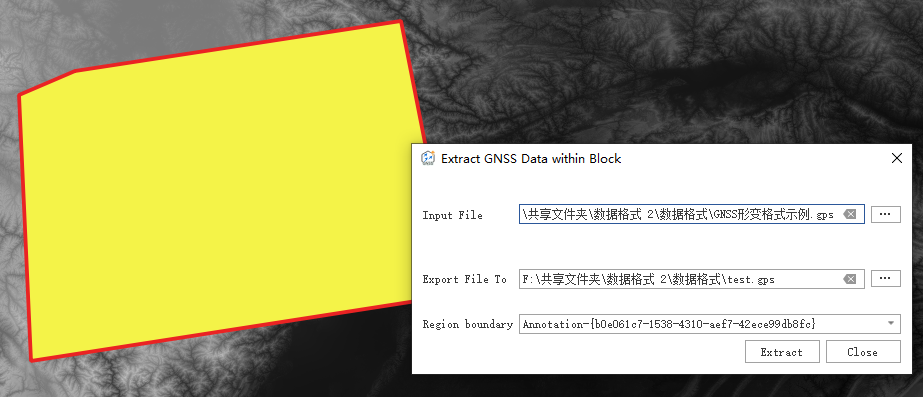 Extract GNSS Data within Block
Input File \共享文件夹\数据格式 2\数据格式\GNSS形变格式示例.gps ...
Export File To F:\共享文件夹\数据格式 2\数据格式\test.gps ...
Region boundary Annotation-{b0e061c7-1538-4310-aef7-42ece99db8fc}
Extract Close